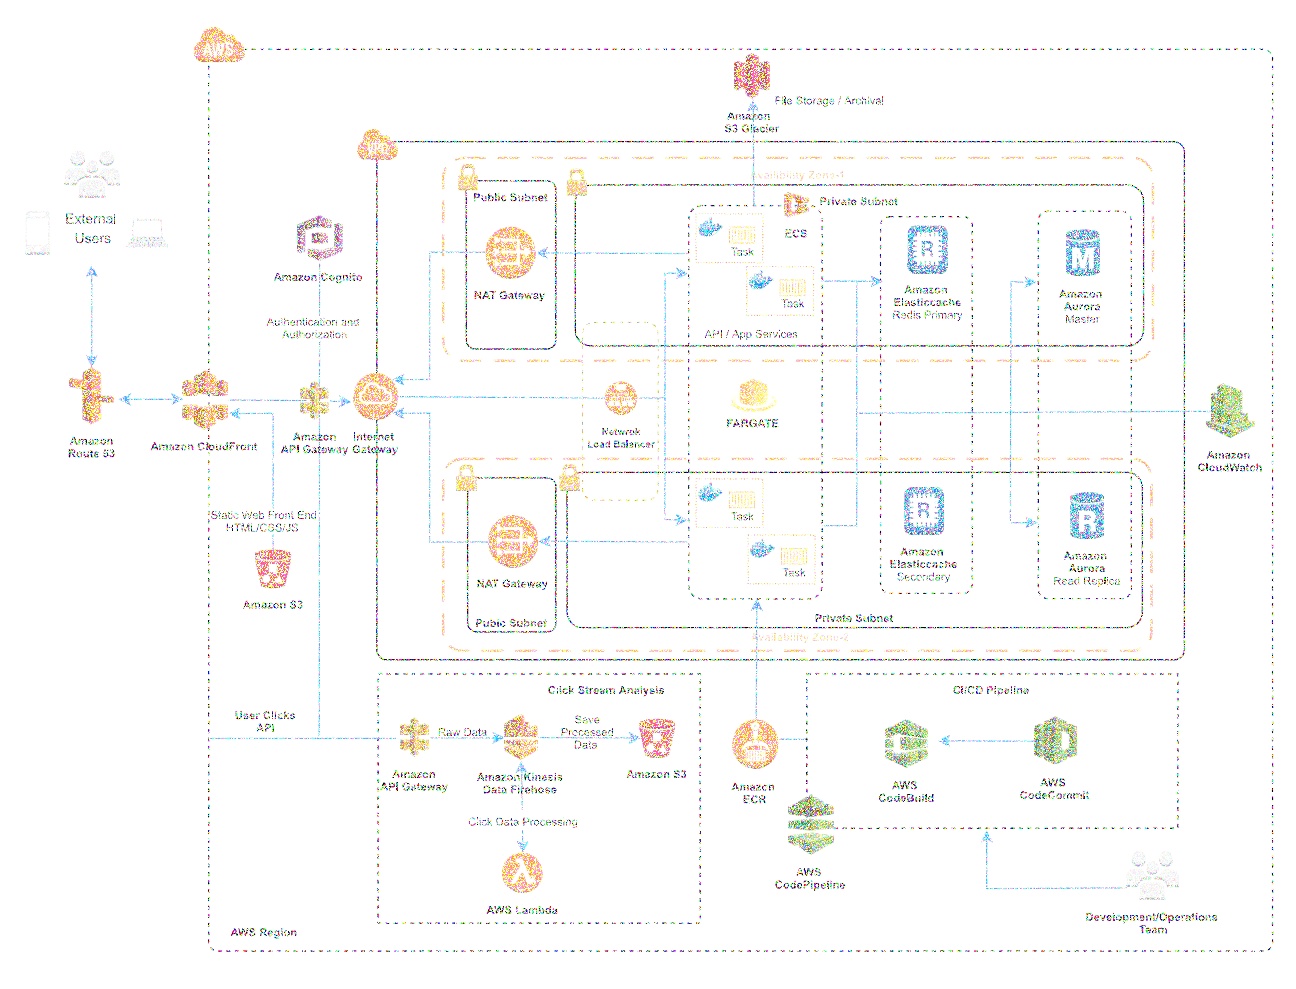 AWS
File Storage / Archival
Amazon
S3 Glacier
Availability Zone-1
Public Subnet
Private Subnet
External
Users
ECS
Task
Task
Amazon Cognito
NAT Gateway
Amazon
Elasticcache
Redis Primary
M
Amazon
Aurora
Master
R
Authentication and
Authorization
API / App Services
Amazon
Route 53
Amazon CloudFront
Amazon
API Gateway
Internet
Gateway
Netwrok
Load Balancer
FARGATE
Amazon
CloudWatch
Static Web Front End
HTML/CSS/JS
Amazon S3
Task
Task
R
Amazon
Elasticcache
Secondary
R
Amazon
Aurora
Read Replica
NAT Gateway
Pubic Subnet
Private Subnet
Availability Zone-2
Click Stream Analysis
CI/CD Pipeline
User Clicks
API
Raw Data
Save
Processed
Data
Amazon
API Gateway
Amazon Kinesis
Data Firehose
Amazon S3
Amazon
ECR
AWS
CodeBuild
AWS
CodeCommit
Click Data Processing
AWS Lambda
AWS
CodePipeline
Development/Operations
Team
AWS Region